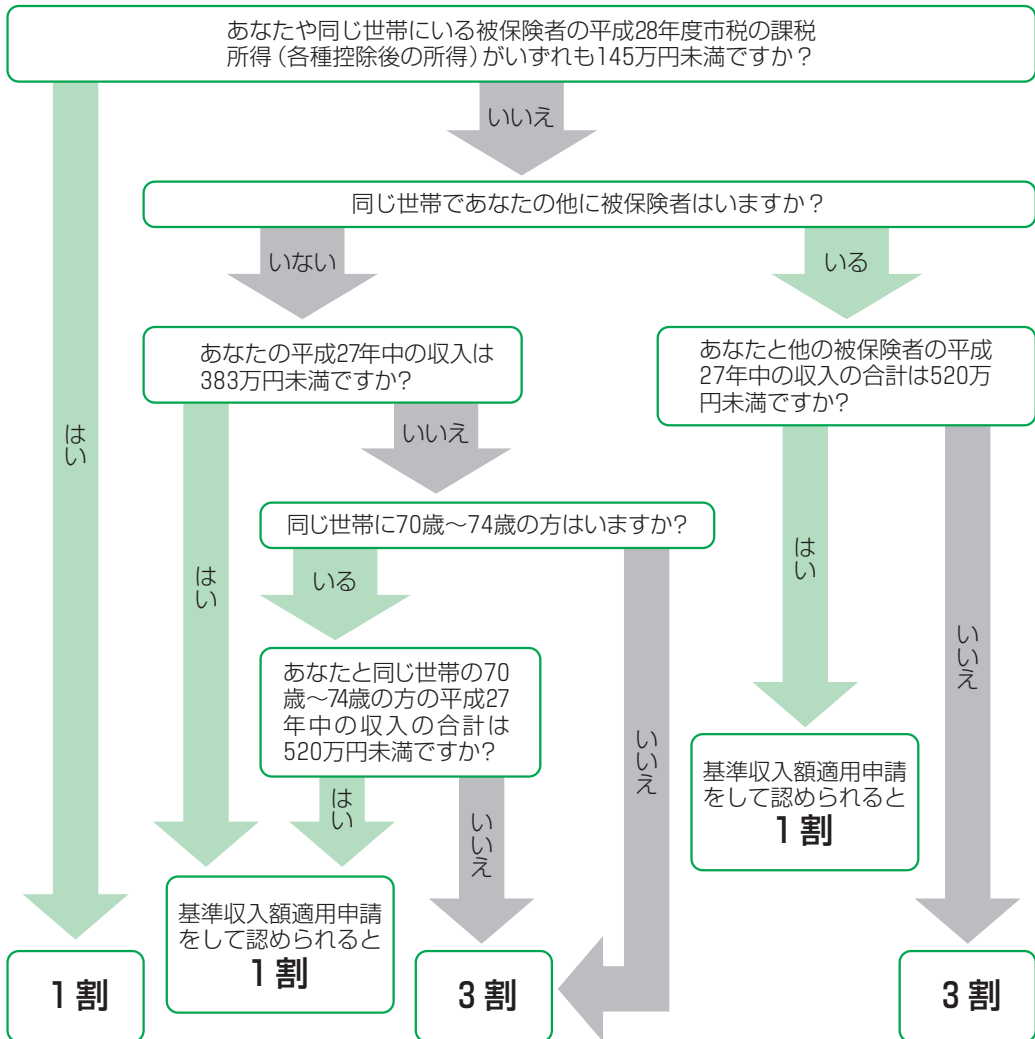 あなたや同じ世帯にいる被保険者の平成28年度市税の課税
所得（各種控除後の所得）がいずれも145万円未満ですか？
いいえ
同じ世帯であなたの他に被保険者はいますか？
いない
いる
あなたの平成27年中の収入は
383万円未満ですか?
あなたと他の被保険者の平成
27年中の収入の合計は520万
円未満ですか?
はい
いいえ
同じ世帯に70歳～74歳の方はいますか?
はい
いる
はい
いいえ
あなたと同じ世帯の70
歳～74歳の方の平成27
年中の収入の合計は
520万円未満ですか?
いいえ
基準収入額適用申請
をして認められると
1割
はい
いいえ
基準収入額適用申請
をして認められると
1割
1割
3割
3割